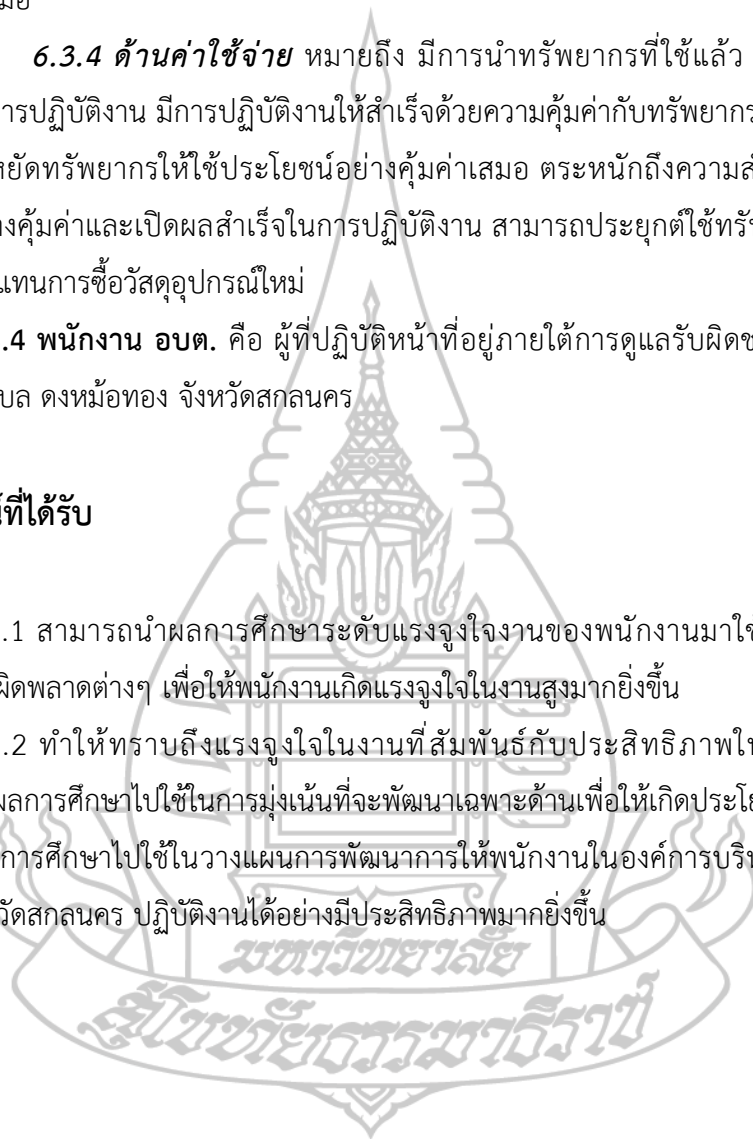 มอ
6.3.4 ด้านค่าใช้จ่าย หมายถึง มีการนำทรัพยากรที่ใช้แล้ว
การปฏิบัติงาน มีการปฏิบัติงานให้สำเร็จด้วยความคุ้มค่ากับทรัพยากร
หยัดทรัพยากรให้ใช้ประโยชน์อย่างคุ้มค่าเสมอ ตระหนักถึงความส
งคุ้มค่าและเปิดผลสำเร็จในการปฏิบัติงาน สามารถประยุกต์ใช้ทรั
แทนการซื้อวัสดุอุปกรณ์ใหม่
.4 พนักงาน อบต. คือ ผู้ที่ปฏิบัติหน้าที่อยู่ภายใต้การดูแลรับผิดช
บล ดงหม้อทอง จังหวัดสกลนคร
ที่ได้รับ
.1 สามารถนำผลการศึกษาระดับแรงจูงใจงานของพนักงานมาใช้
ผิดพลาดต่างๆ เพื่อให้พนักงานเกิดแรงจูงใจในงานสูงมากยิ่งขึ้น
.2 ทำให้ทราบถึงแรงจูงใจในงานที่สัมพันธ์กับประสิทธิภาพใน
ผลการศึกษาไปใช้ในการมุ่งเน้นที่จะพัฒนาเฉพาะด้านเพื่อให้เกิดประโย
การศึกษาไปใช้ในวางแผนการพัฒนาการให้พนักงานในองค์การบริห
วัดสกลนคร ปฏิบัติงานได้อย่างมีประสิทธิภาพมากยิ่งขึ้น
มหาวิทยาลัย
สุโขทัยธรรมาธิราช